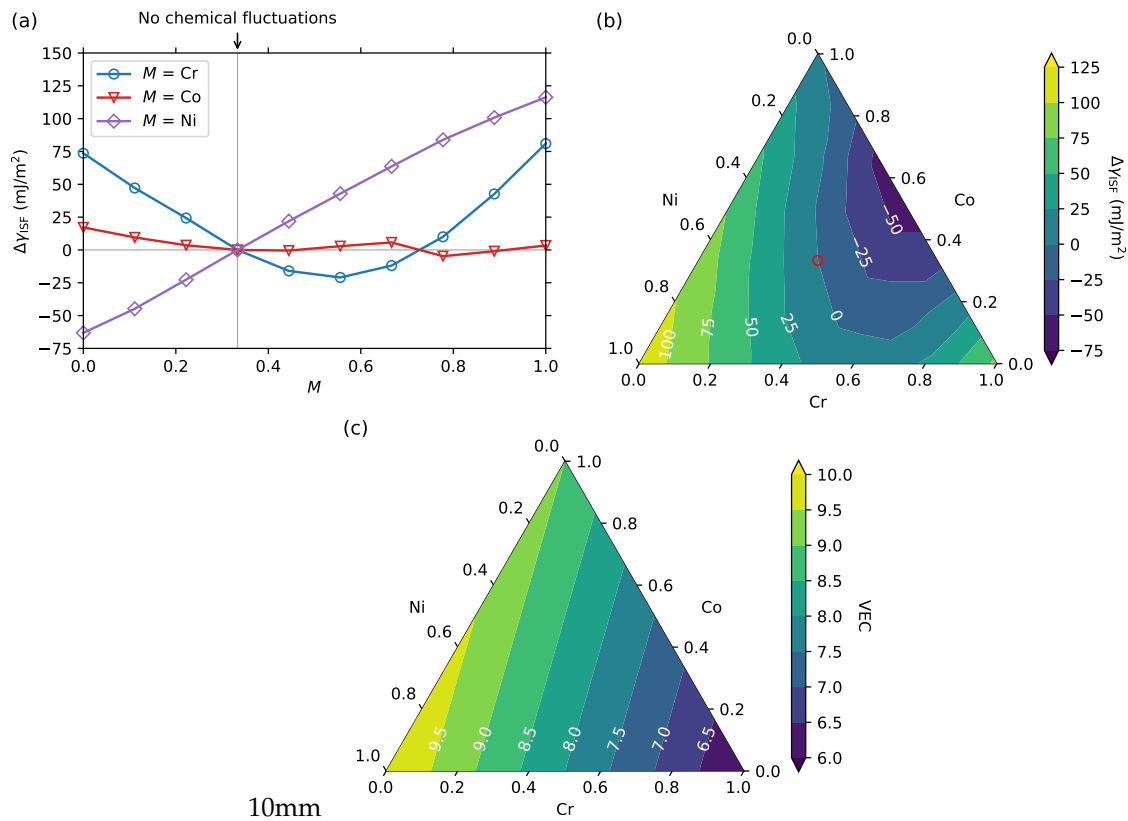 (a)
No chemical fluctuations
150
125
100
75
50
25
0
−25
−50
−75
Δγ_ISF (mJ/m²)
M = Cr
M = Co
M = Ni
0.0 0.2 0.4 0.6 0.8 1.0
M
(b)
0.0
0.2
0.4
0.6
0.8
1.0
Ni
1.0
0.8
0.6
0.4
0.2
0.0
Co
0.0 0.2 0.4 0.6 0.8 1.0
Cr
100 75 50 25 0 −25 −50
125
100
75
50
25
0
−25
−50
−75
Δγ_ISF (mJ/m²)
(c)
0.0
0.2
0.4
0.6
0.8
1.0
Ni
1.0
0.8
0.6
0.4
0.2
0.0
Co
0.0 0.2 0.4 0.6 0.8 1.0
Cr
9.5 9.0 8.5 8.0 7.5 7.0 6.5
10.0
9.5
9.0
8.5
8.0
7.5
7.0
6.5
6.0
VEC
10mm